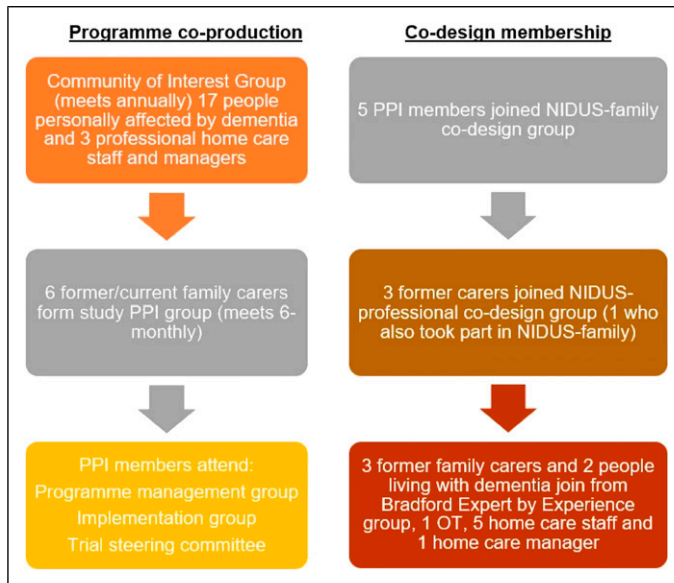 Programme co-production
Community of Interest Group
(meets annually) 17 people
personally affected by dementia
and 3 professional home care
staff and managers
6 former/current family carers
form study PPI group (meets 6-
monthly)
PPI members attend:
Programme management group
Implementation group
Trial steering committee
Co-design membership
5 PPI members joined NIDUS-family
co-design group
3 former carers joined NIDUS-
professional co-design group (1 who
also took part in NIDUS-family)
3 former family carers and 2 people
living with dementia join from
Bradford Expert by Experience
group, 1 OT, 5 home care staff and
1 home care manager